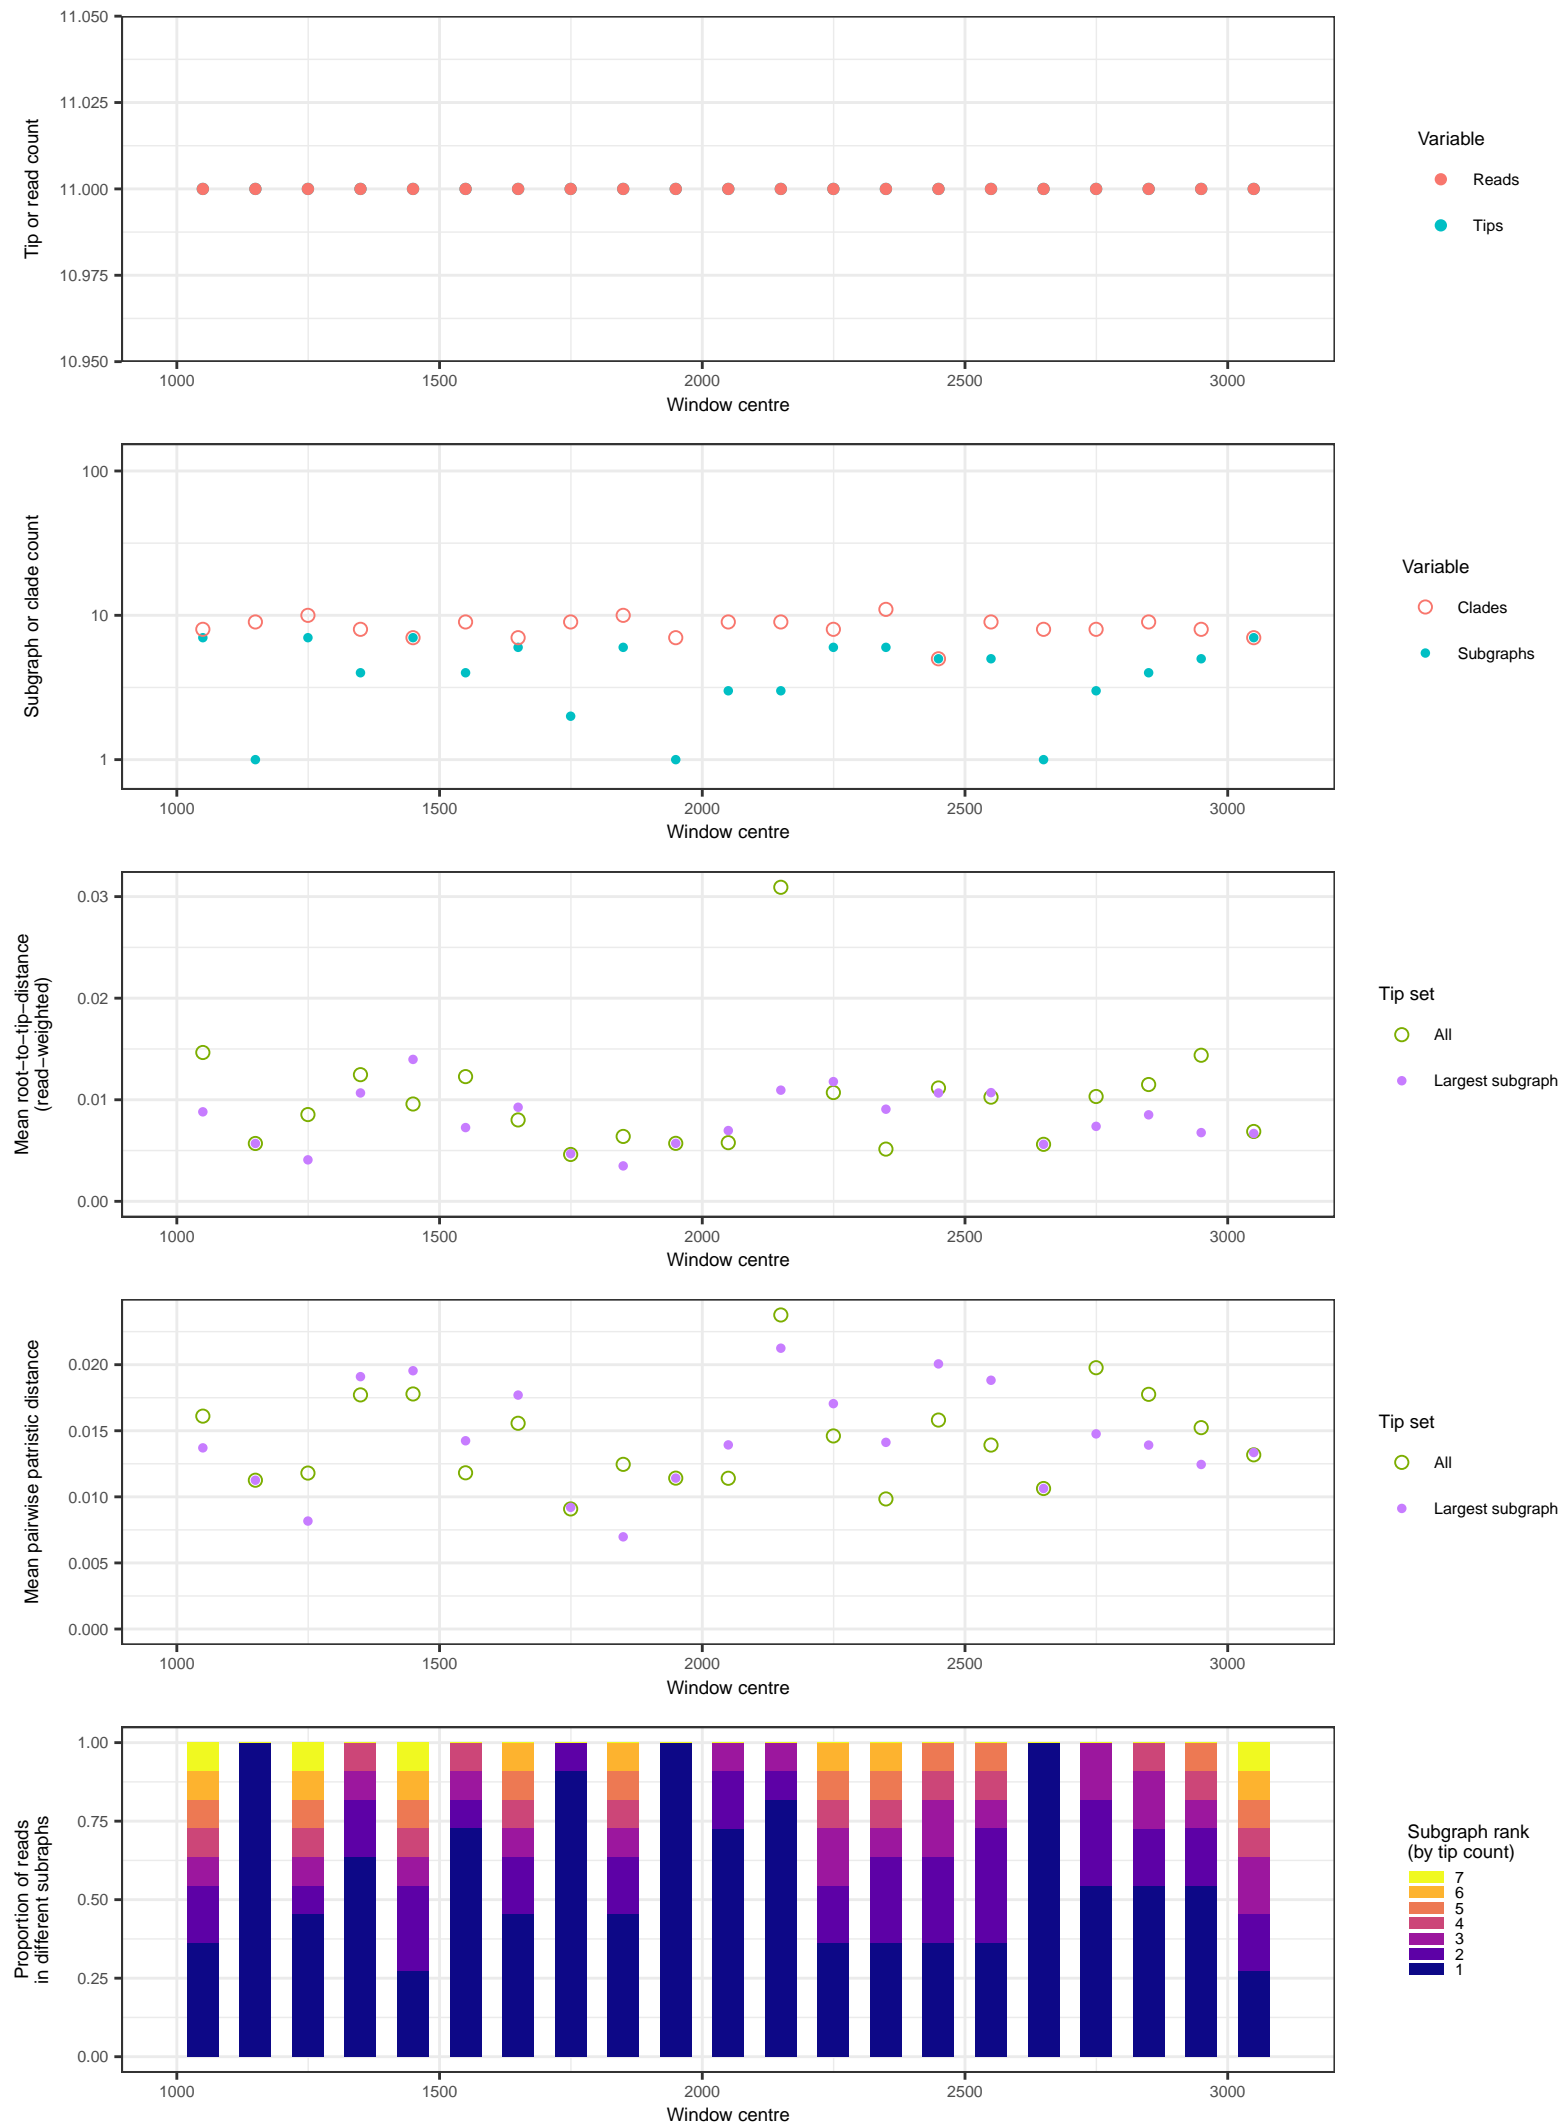 11.050
11.025
11.000
10.975
10.950
Tip or read count
1000 1500 2000 2500 3000
Window centre
Variable
Reads
Tips
100
10
1
Subgraph or clade count
1000 1500 2000 2500 3000
Window centre
Variable
Clades
Subgraphs
0.03
0.02
0.01
0.00
Mean root−to−tip−distance
(read−weighted)
1000 1500 2000 2500 3000
Window centre
Tip set
All
Largest subgraph
0.020
0.015
0.010
0.005
0.000
Mean pairwise patristic distance
1000 1500 2000 2500 3000
Window centre
Tip set
All
Largest subgraph
1.00
0.75
0.50
0.25
0.00
Proportion of reads
in different subraphs
1000 1500 2000 2500 3000
Window centre
Subgraph rank
(by tip count)
7
6
5
4
3
2
1